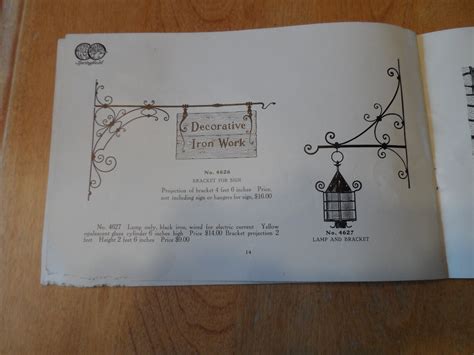 Springfield
Decorative
Iron Work
No. 4626
BRACKET FOR SIGN
Projection of bracket 4 feet 6 inches Price,
not including sign or hangers for sign, $16.00
No. 4627 Lamp only, black iron, wired for electric current Yellow
opalescent glass cylinder 6 inches high Price $14.00 Bracket projection 2
feet Height 2 feet 6 inches Price $9.00
No. 4627
LAMP AND BRACKET
14